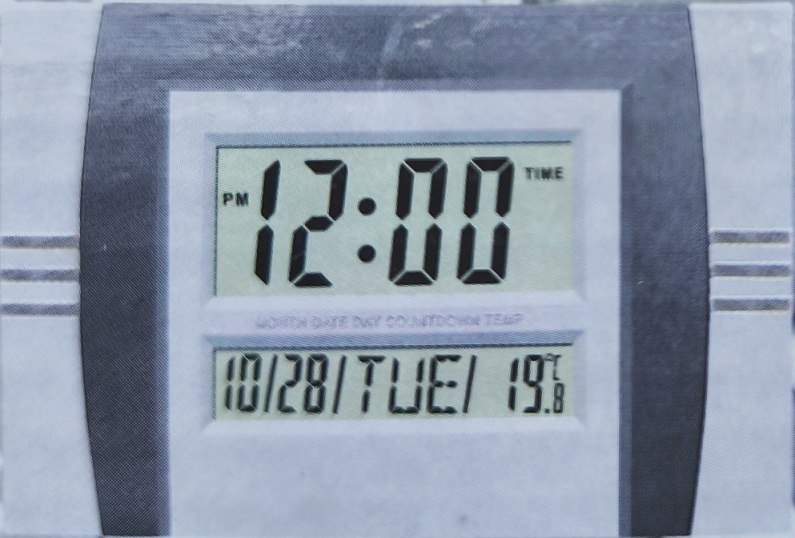 PM 12:00 TIME
MONTH DATE DAY COUNTDOWN TEMP
10/28/TUE/ 19.8°C